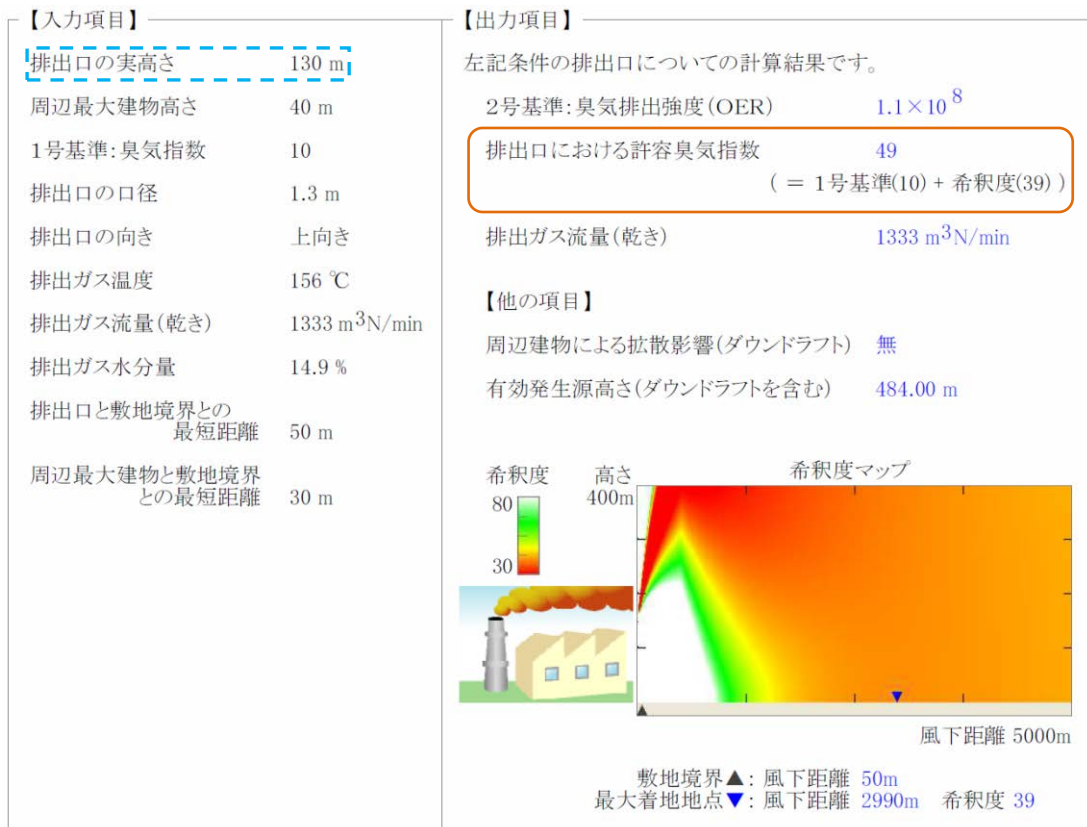 【入力項目】
排出口の実高さ 130 m
周辺最大建物高さ 40 m
1号基準:臭気指数 10
排出口の口径 1.3 m
排出口の向き 上向き
排出ガス温度 156 ℃
排出ガス流量(乾き) 1333 m³N/min
排出ガス水分量 14.9 %
排出口と敷地境界との
最短距離 50 m
周辺最大建物と敷地境界
との最短距離 30 m
【出力項目】
左記条件の排出口についての計算結果です。
2号基準:臭気排出強度(OER) 1.1×10⁸
排出口における許容臭気指数 49
( = 1号基準(10) + 希釈度(39) )
排出ガス流量(乾き) 1333 m³N/min
【他の項目】
周辺建物による拡散影響(ダウンドラフト) 無
有効発生源高さ(ダウンドラフトを含む) 484.00 m
希釈度 高さ 希釈度マップ
80 400m
30
風下距離 5000m
敷地境界▲: 風下距離 50m
最大着地地点▼: 風下距離 2990m 希釈度 39